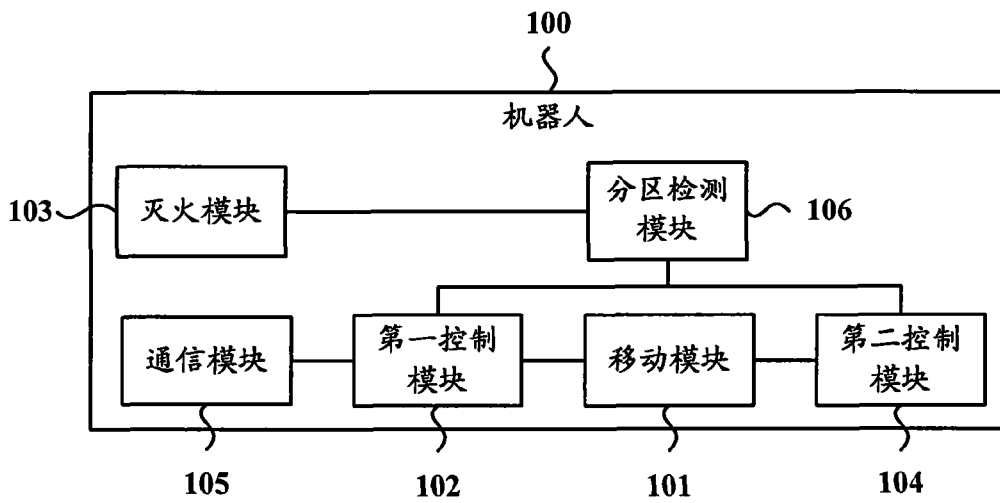 100
机器人
103
灭火模块
分区检测
模块
106
通信模块
第一控制
模块
移动模块
第二控制
模块
105
102
101
104